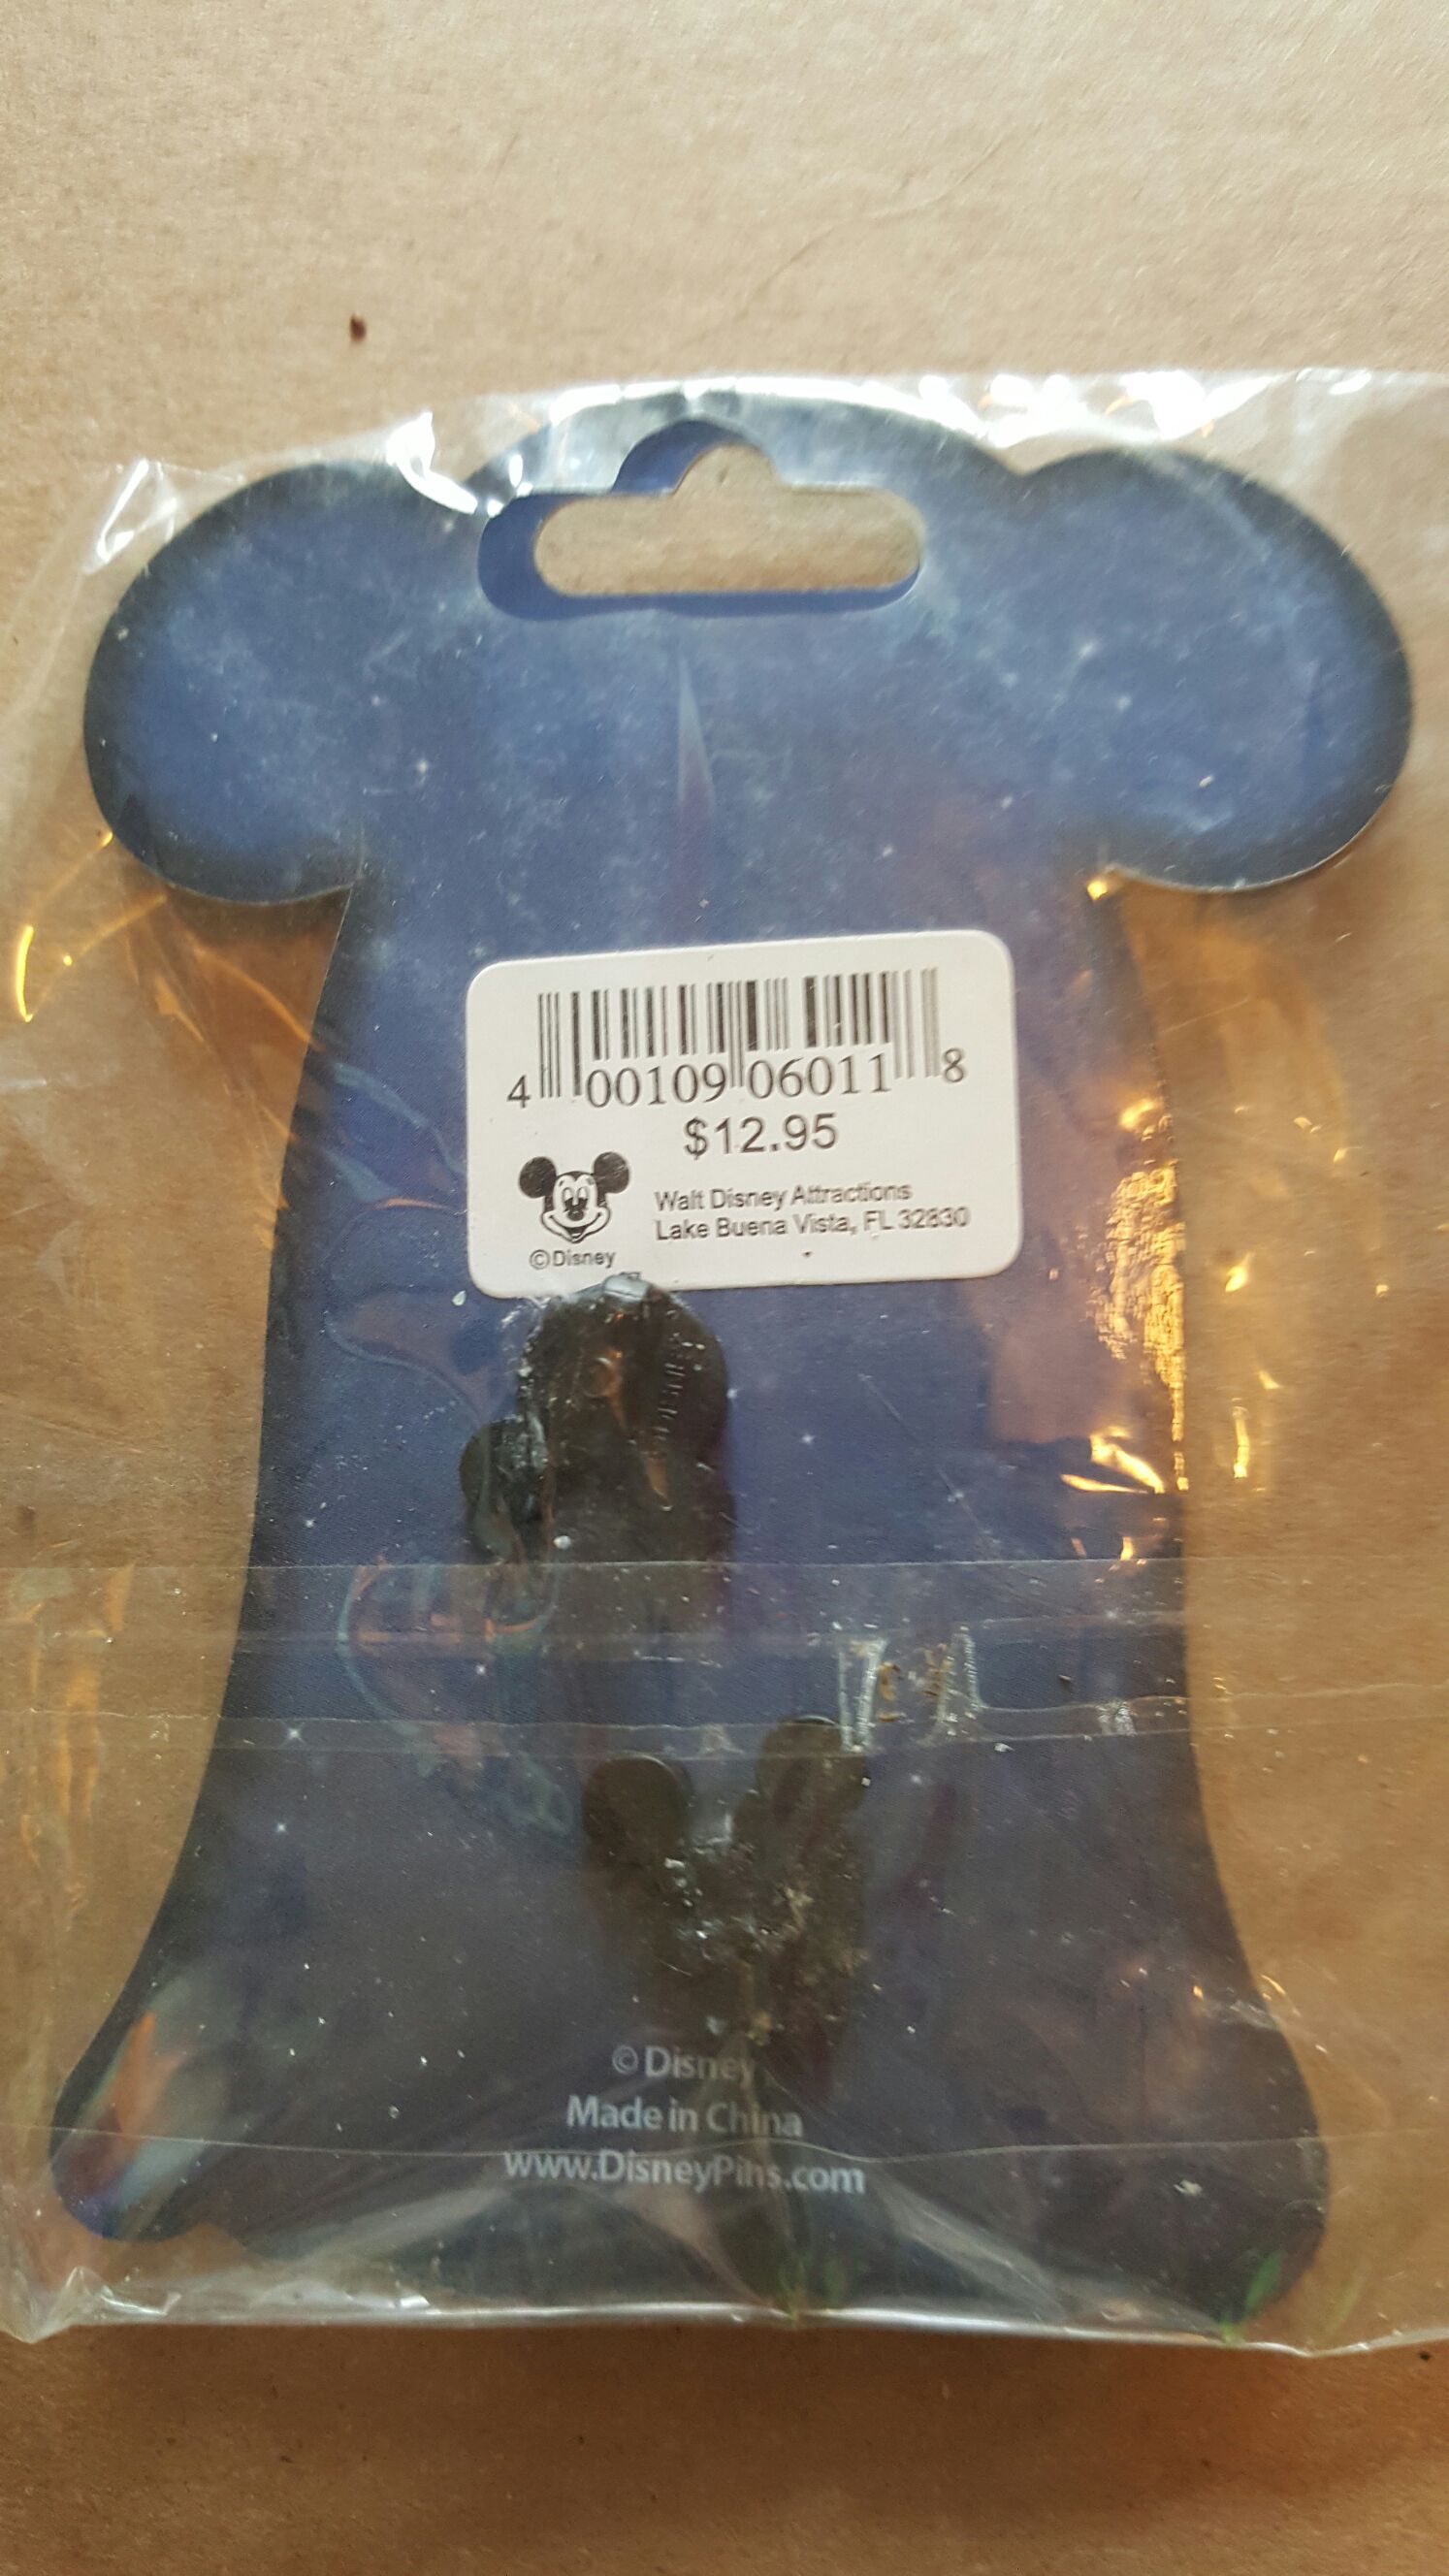 4 00109 06011 8
$12.95
Walt Disney Attractions
Lake Buena Vista, FL 32830
©Disney
© Disney
Made in China
www.DisneyPins.com